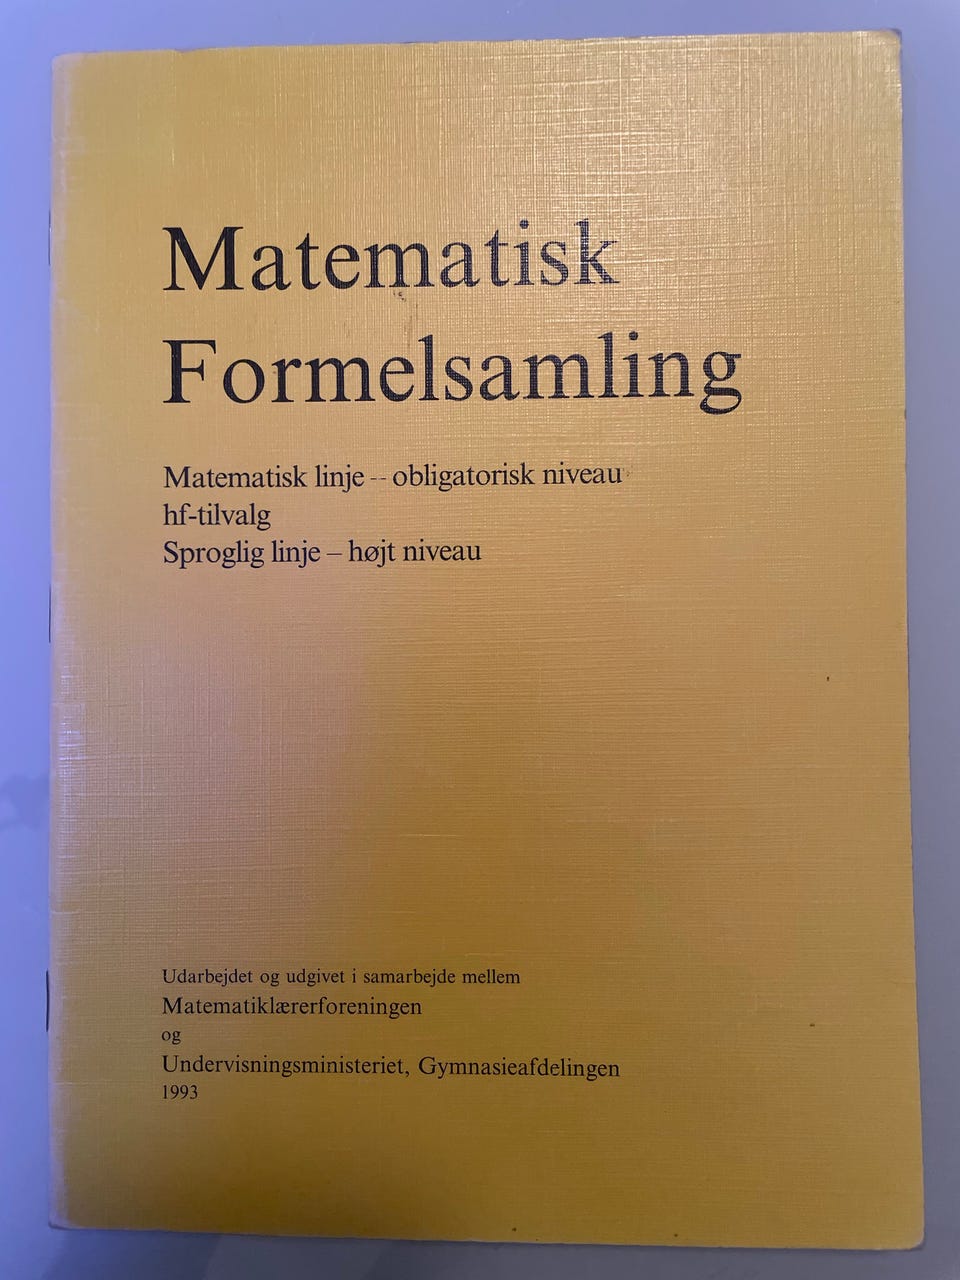 Matematisk
Formelsamling
Matematisk linje -- obligatorisk niveau
hf-tilvalg
Sproglig linje – højt niveau
Udarbejdet og udgivet i samarbejde mellem
Matematiklærerforeningen
og
Undervisningsministeriet, Gymnasieafdelingen
1993